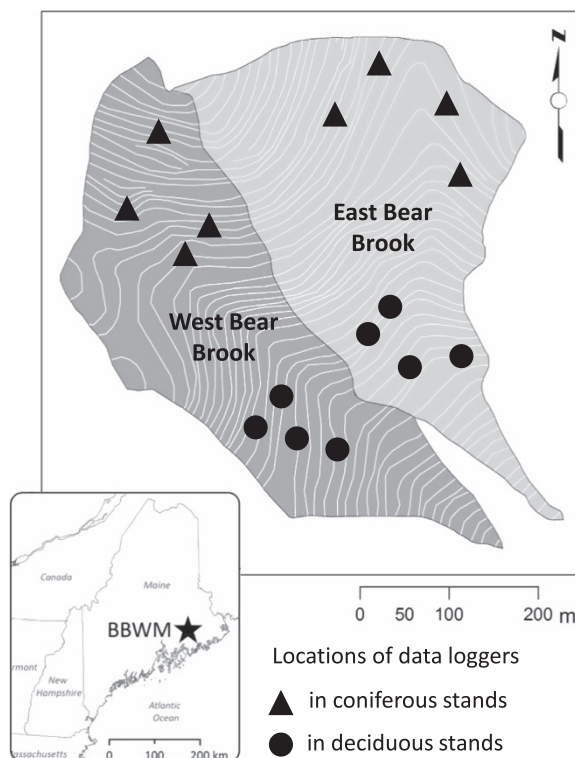 N
East Bear
Brook
West Bear
Brook
Canada
Maine
BBWM
rmont
New
Hampshire
Atlantic
Ocean
assachusetts
0 100 200 km
0 50 100 200 m
Locations of data loggers
in coniferous stands
in deciduous stands